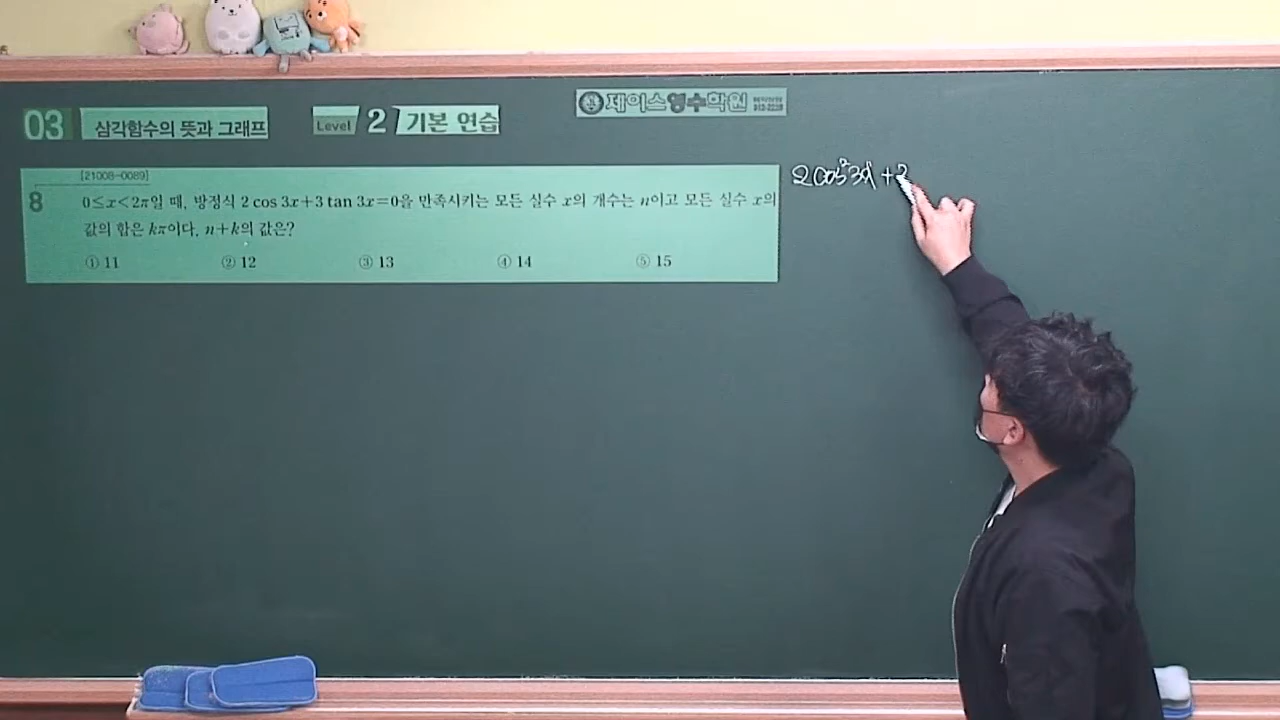 03 삼각함수의 뜻과 그래프 Level 2 기본 연습 제이스영수학원
[21008-0089]
8 0≤x<2π일 때, 방정식 2 cos 3x+3 tan 3x=0을 만족시키는 모든 실수 x의 개수는 n이고 모든 실수 x의
값의 합은 kπ이다. n+k의 값은?
① 11 ② 12 ③ 13 ④ 14 ⑤ 15
2cos²3x +3